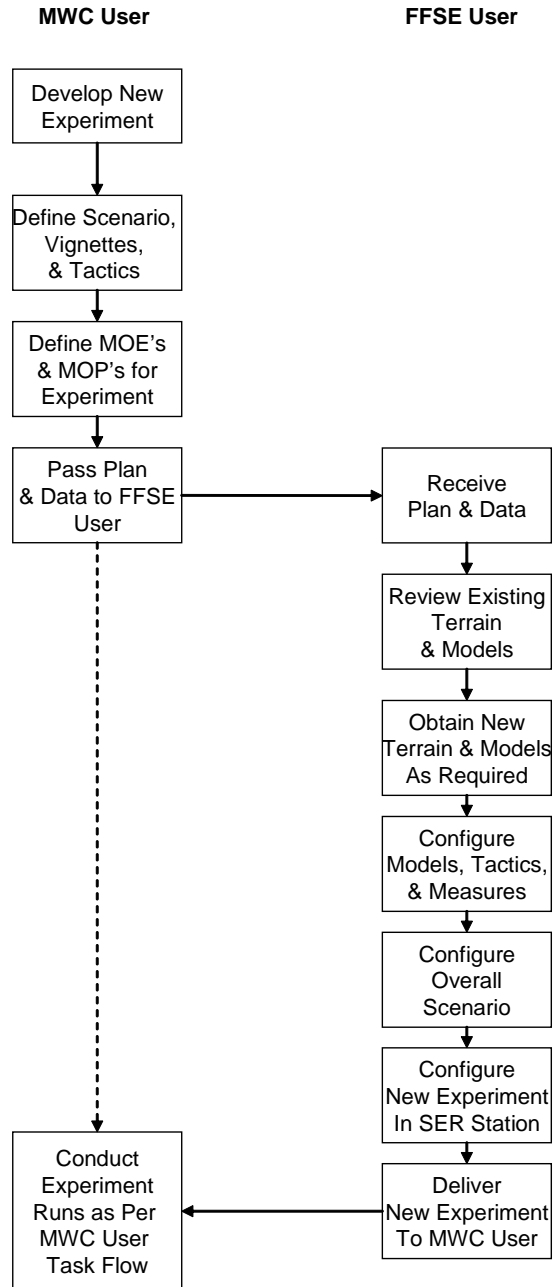 MWC User
FFSE User
Develop New
Experiment
Define Scenario,
Vignettes,
& Tactics
Define MOE's
& MOP's for
Experiment
Pass Plan
& Data to FFSE
User
Receive
Plan & Data
Review Existing
Terrain
& Models
Obtain New
Terrain & Models
As Required
Configure
Models, Tactics,
& Measures
Configure
Overall
Scenario
Configure
New Experiment
In SER Station
Deliver
New Experiment
To MWC User
Conduct
Experiment
Runs as Per
MWC User
Task Flow